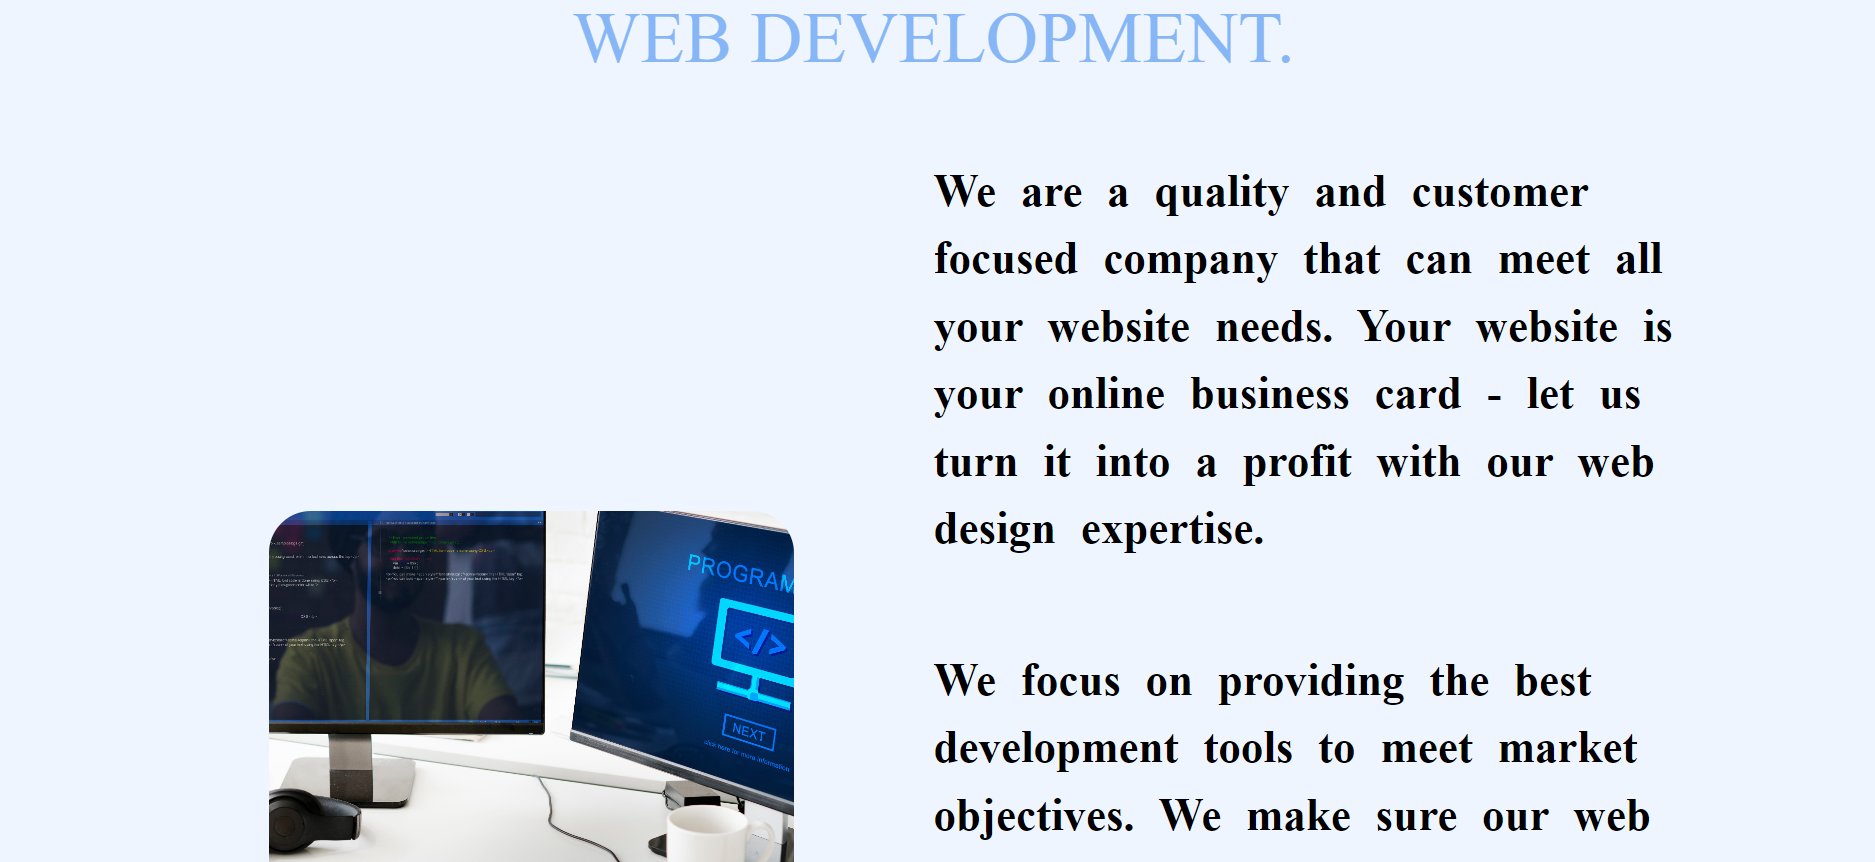 WEB DEVELOPMENT.
We are a quality and customer
focused company that can meet all
your website needs. Your website is
your online business card - let us
turn it into a profit with our web
design expertise.
PROGRAM
</>
NEXT
click here for more information
We focus on providing the best
development tools to meet market
objectives. We make sure our web